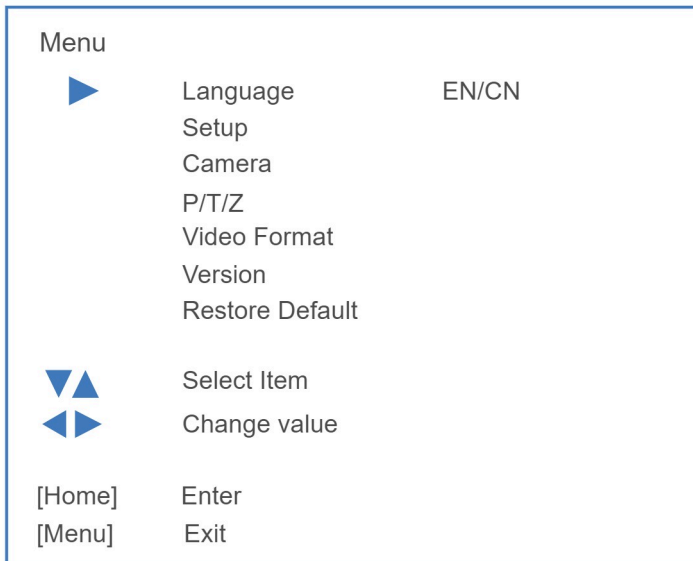 Menu
Language EN/CN
Setup
Camera
P/T/Z
Video Format
Version
Restore Default
Select Item
Change value
[Home] Enter
[Menu] Exit